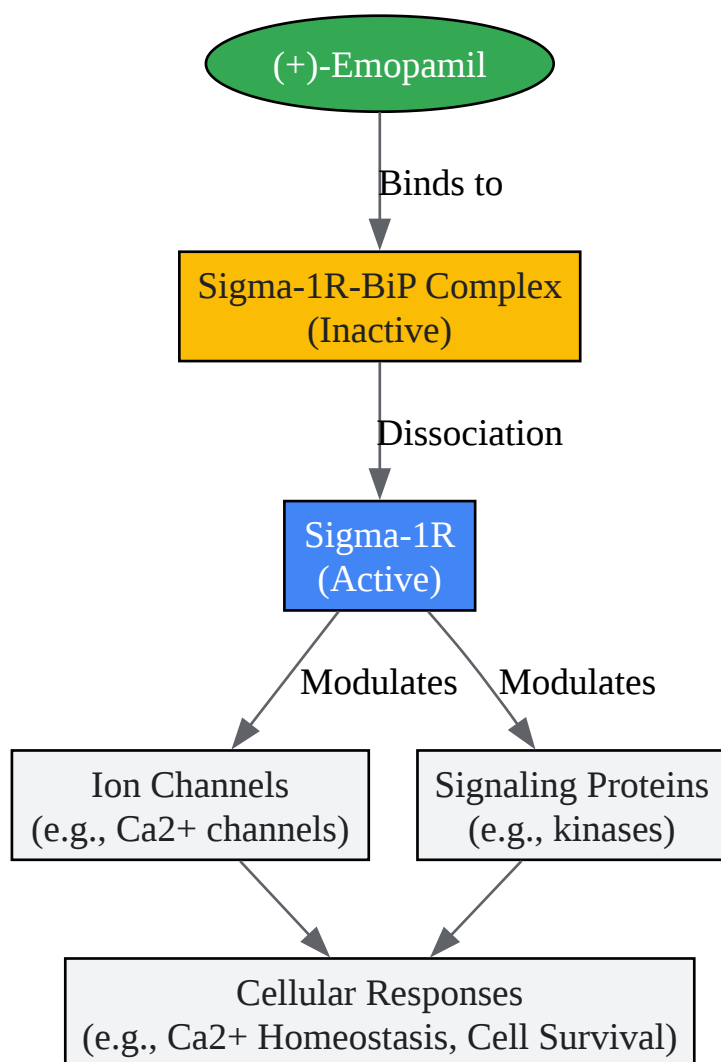 (+)-Emopamil
Binds to
Sigma-1R-BiP Complex
(Inactive)
Dissociation
Sigma-1R
(Active)
Modulates
Modulates
Ion Channels
(e.g., Ca2+ channels)
Signaling Proteins
(e.g., kinases)
Cellular Responses
(e.g., Ca2+ Homeostasis, Cell Survival)